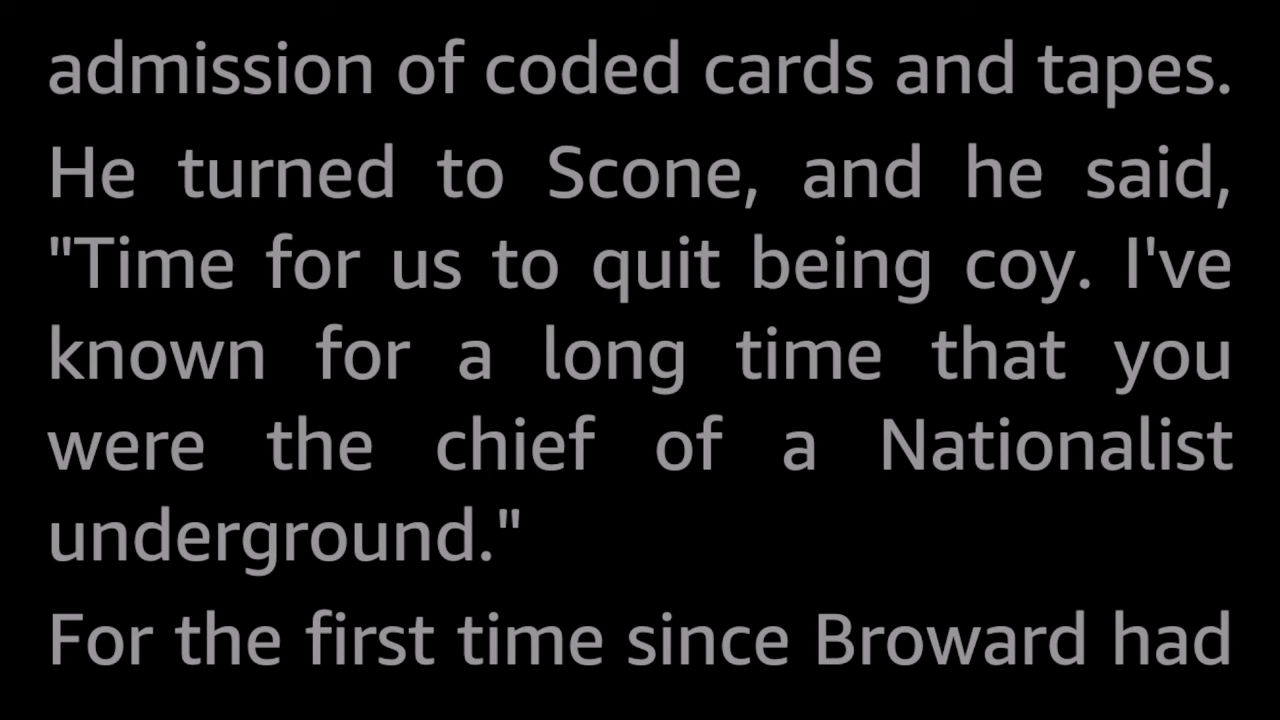 admission of coded cards and tapes.
He turned to Scone, and he said,
"Time for us to quit being coy. I've
known for a long time that you
were the chief of a Nationalist
underground."
For the first time since Broward had